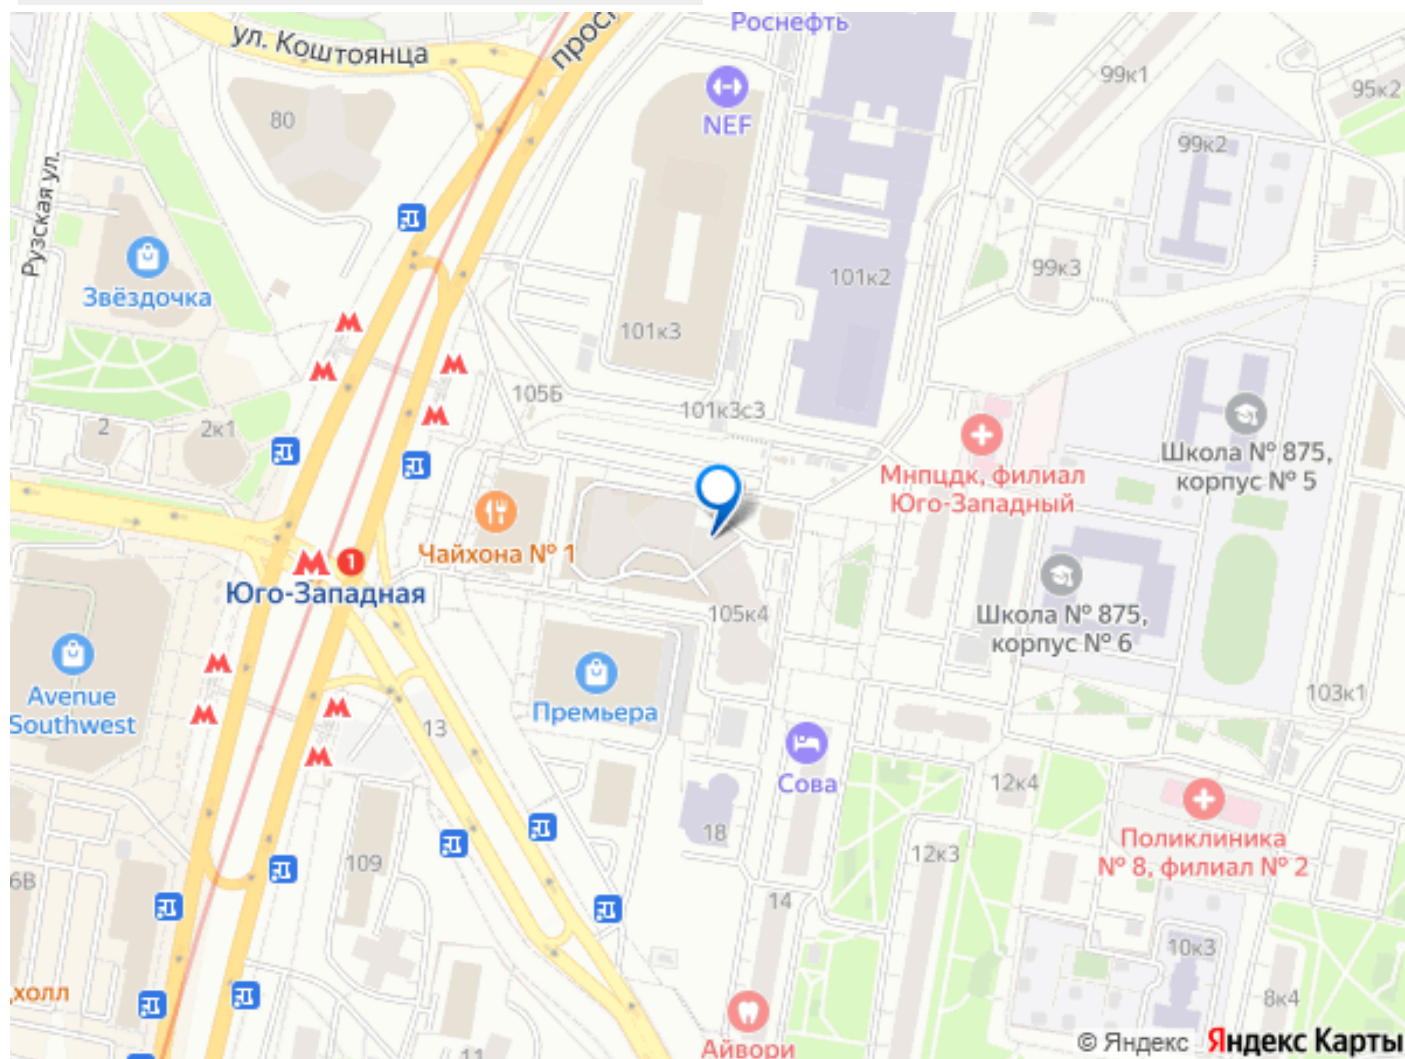 Роснефть
ул. Коштоянца
просп
99к1
95к2
NEF
80
99к2
Рузская ул.
Звёздочка
99к3
101к2
101к3
105Б
101к3с3
2
2к1
Мнпцдк, филиал
Юго-Западный
Школа № 875,
корпус № 5
Чайхона № 1
1
Юго-Западная
105к4
Школа № 875,
корпус № 6
Avenue
Southwest
Премьера
13
103к1
Сова
12к4
18
Поликлиника
№ 8, филиал № 2
109
12к3
6В
14
10к3
холл
8к4
Айвори
11
© Яндекс Яндекс Карты